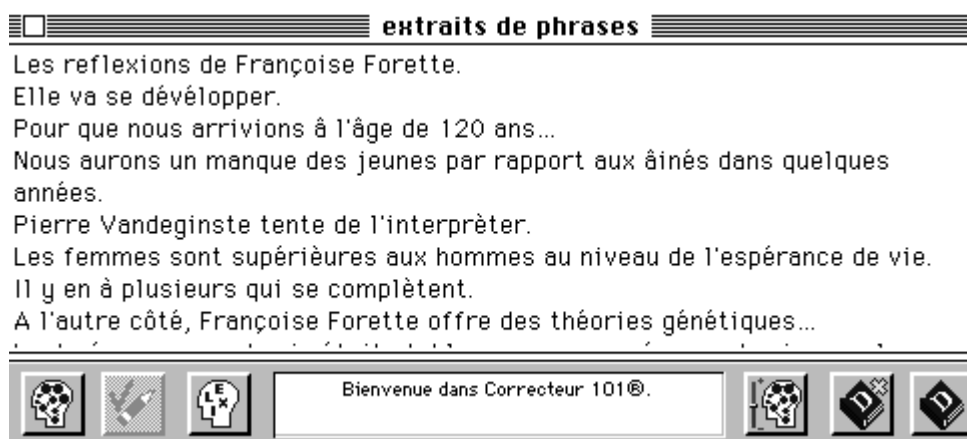 extraits de phrases
Les reflexions de Françoise Forette.
Elle va se dévélopper.
Pour que nous arrivions â l'âge de 120 ans...
Nous aurons un manque des jeunes par rapport aux âinés dans quelques
années.
Pierre Vandeginste tente de l'interprèter.
Les femmes sont supérièures aux hommes au niveau de l'espérance de vie.
Il y en à plusieurs qui se complètent.
A l'autre côté, Françoise Forette offre des théories génétiques...
Bienvenue dans Correcteur 101®.